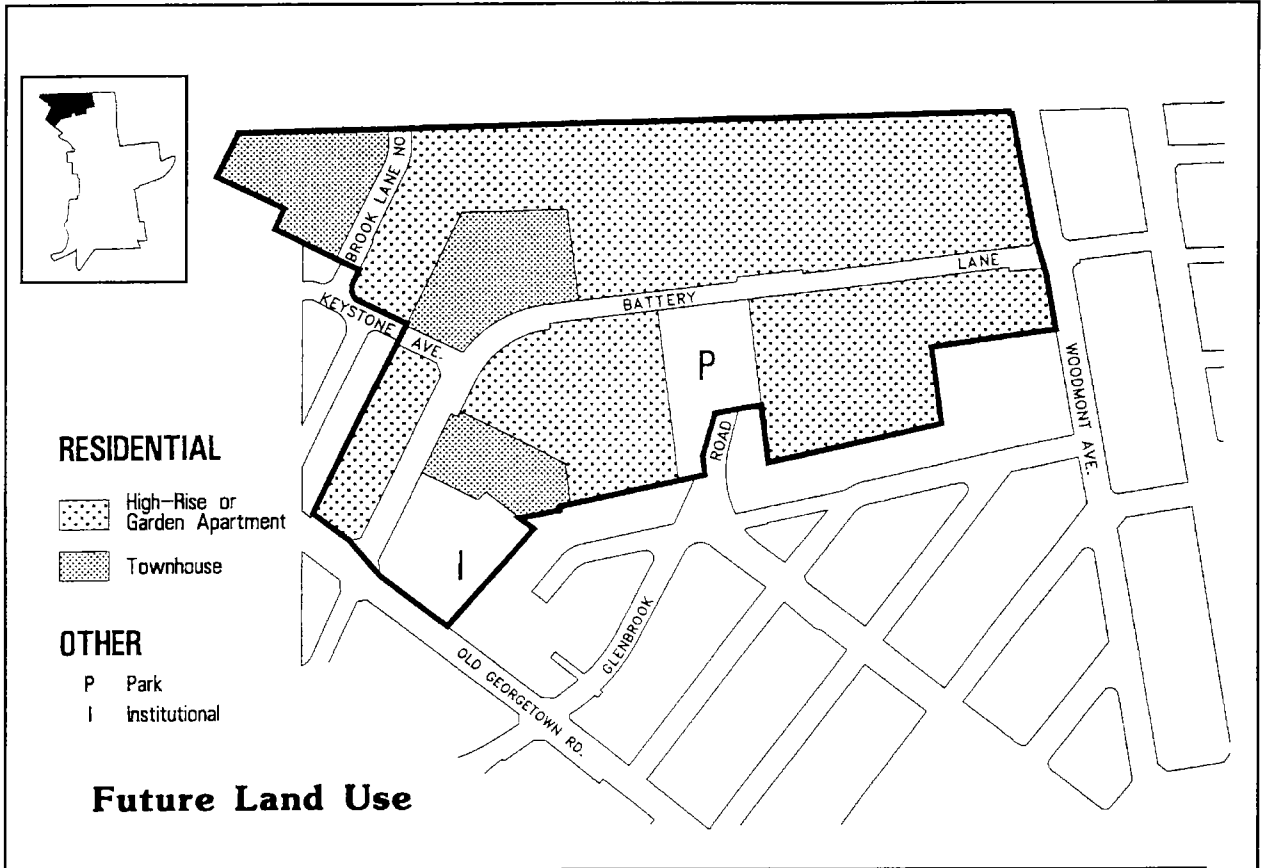 BROOK LANE NO
KEYSTONE AVE.
BATTERY LANE
P
ROAD
WOODMONT AVE.
I
GLENBROOK
OLD GEORGETOWN RD.
RESIDENTIAL
High-Rise or
Garden Apartment
Townhouse
OTHER
P Park
I Institutional
Future Land Use